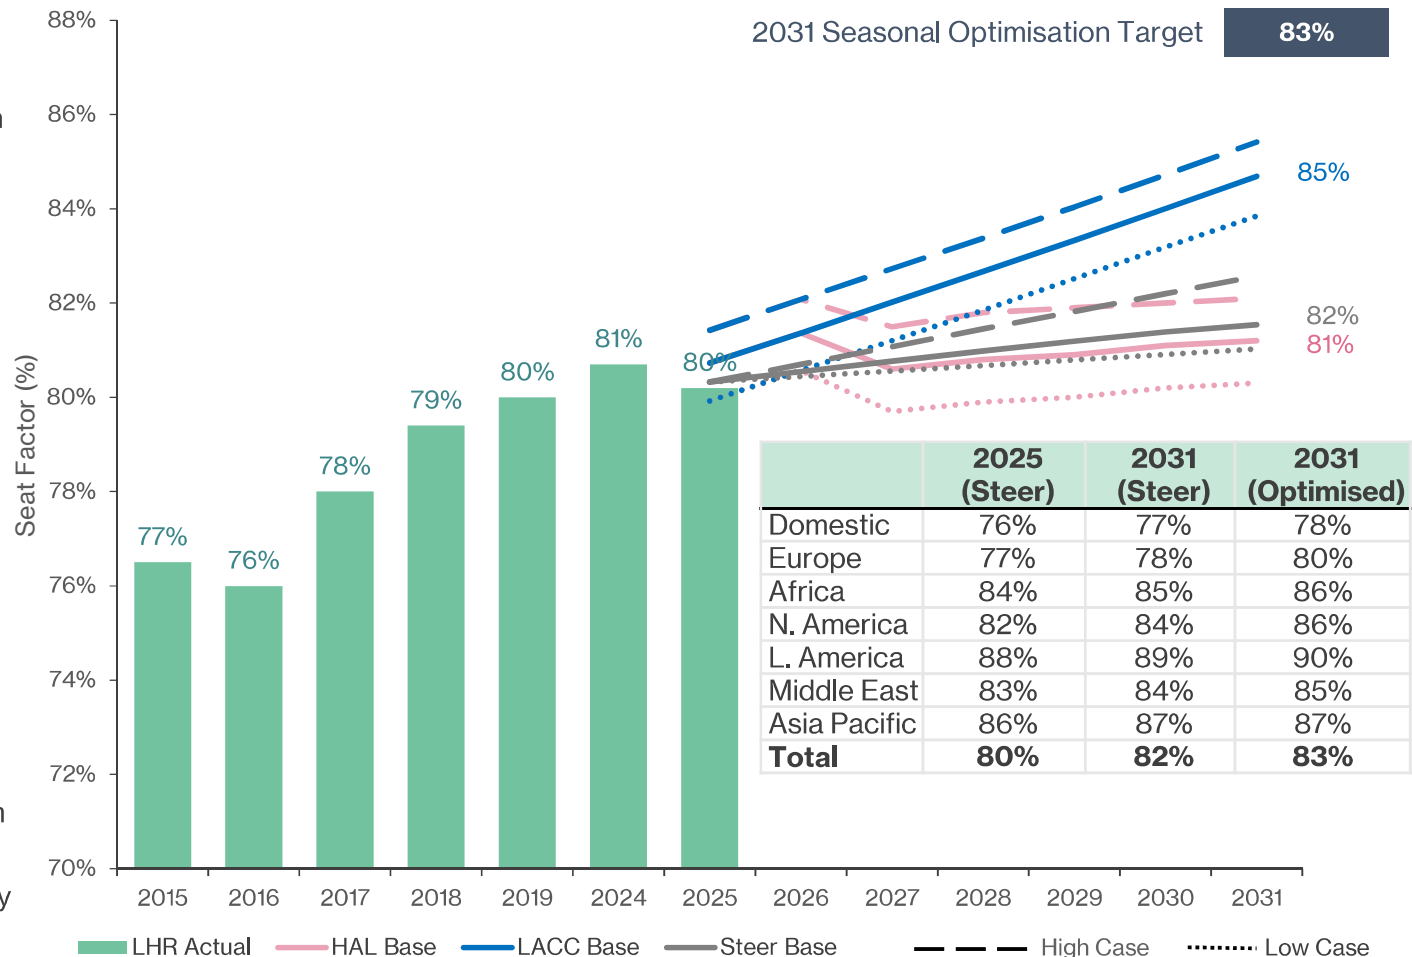 2031 Seasonal Optimisation Target 83%
88%
86%
84%
82%
80%
78%
76%
74%
72%
70%
Seat Factor (%)
77%
76%
78%
79%
80%
81%
80%
85%
82%
81%
2025 (Steer) 2031 (Steer) 2031 (Optimised)
Domestic 76% 77% 78%
Europe 77% 78% 80%
Africa 84% 85% 86%
N. America 82% 84% 86%
L. America 88% 89% 90%
Middle East 83% 84% 85%
Asia Pacific 86% 87% 87%
Total 80% 82% 83%
2015 2016 2017 2018 2019 2024 2025 2026 2027 2028 2029 2030 2031
LHR Actual HAL Base LACC Base Steer Base High Case Low Case